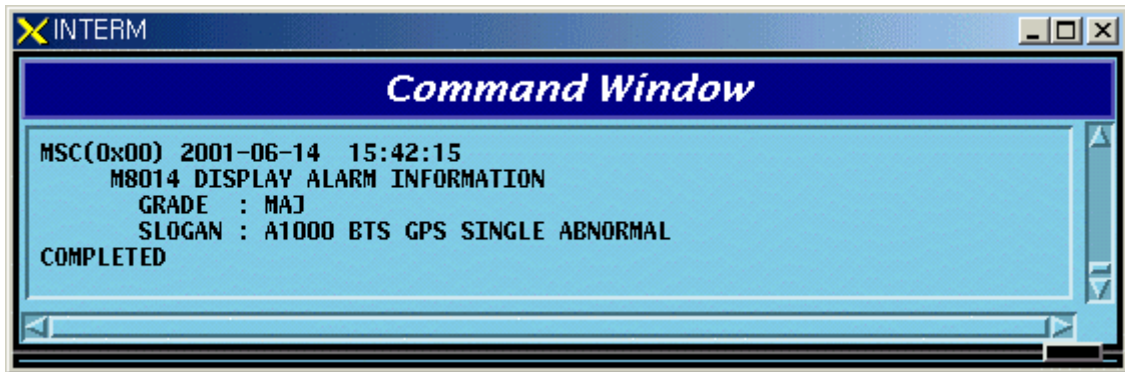 INTERM
Command Window
MSC(0x00) 2001-06-14 15:42:15
M8014 DISPLAY ALARM INFORMATION
GRADE : MAJ
SLOGAN : A1000 BTS GPS SINGLE ABNORMAL
COMPLETED